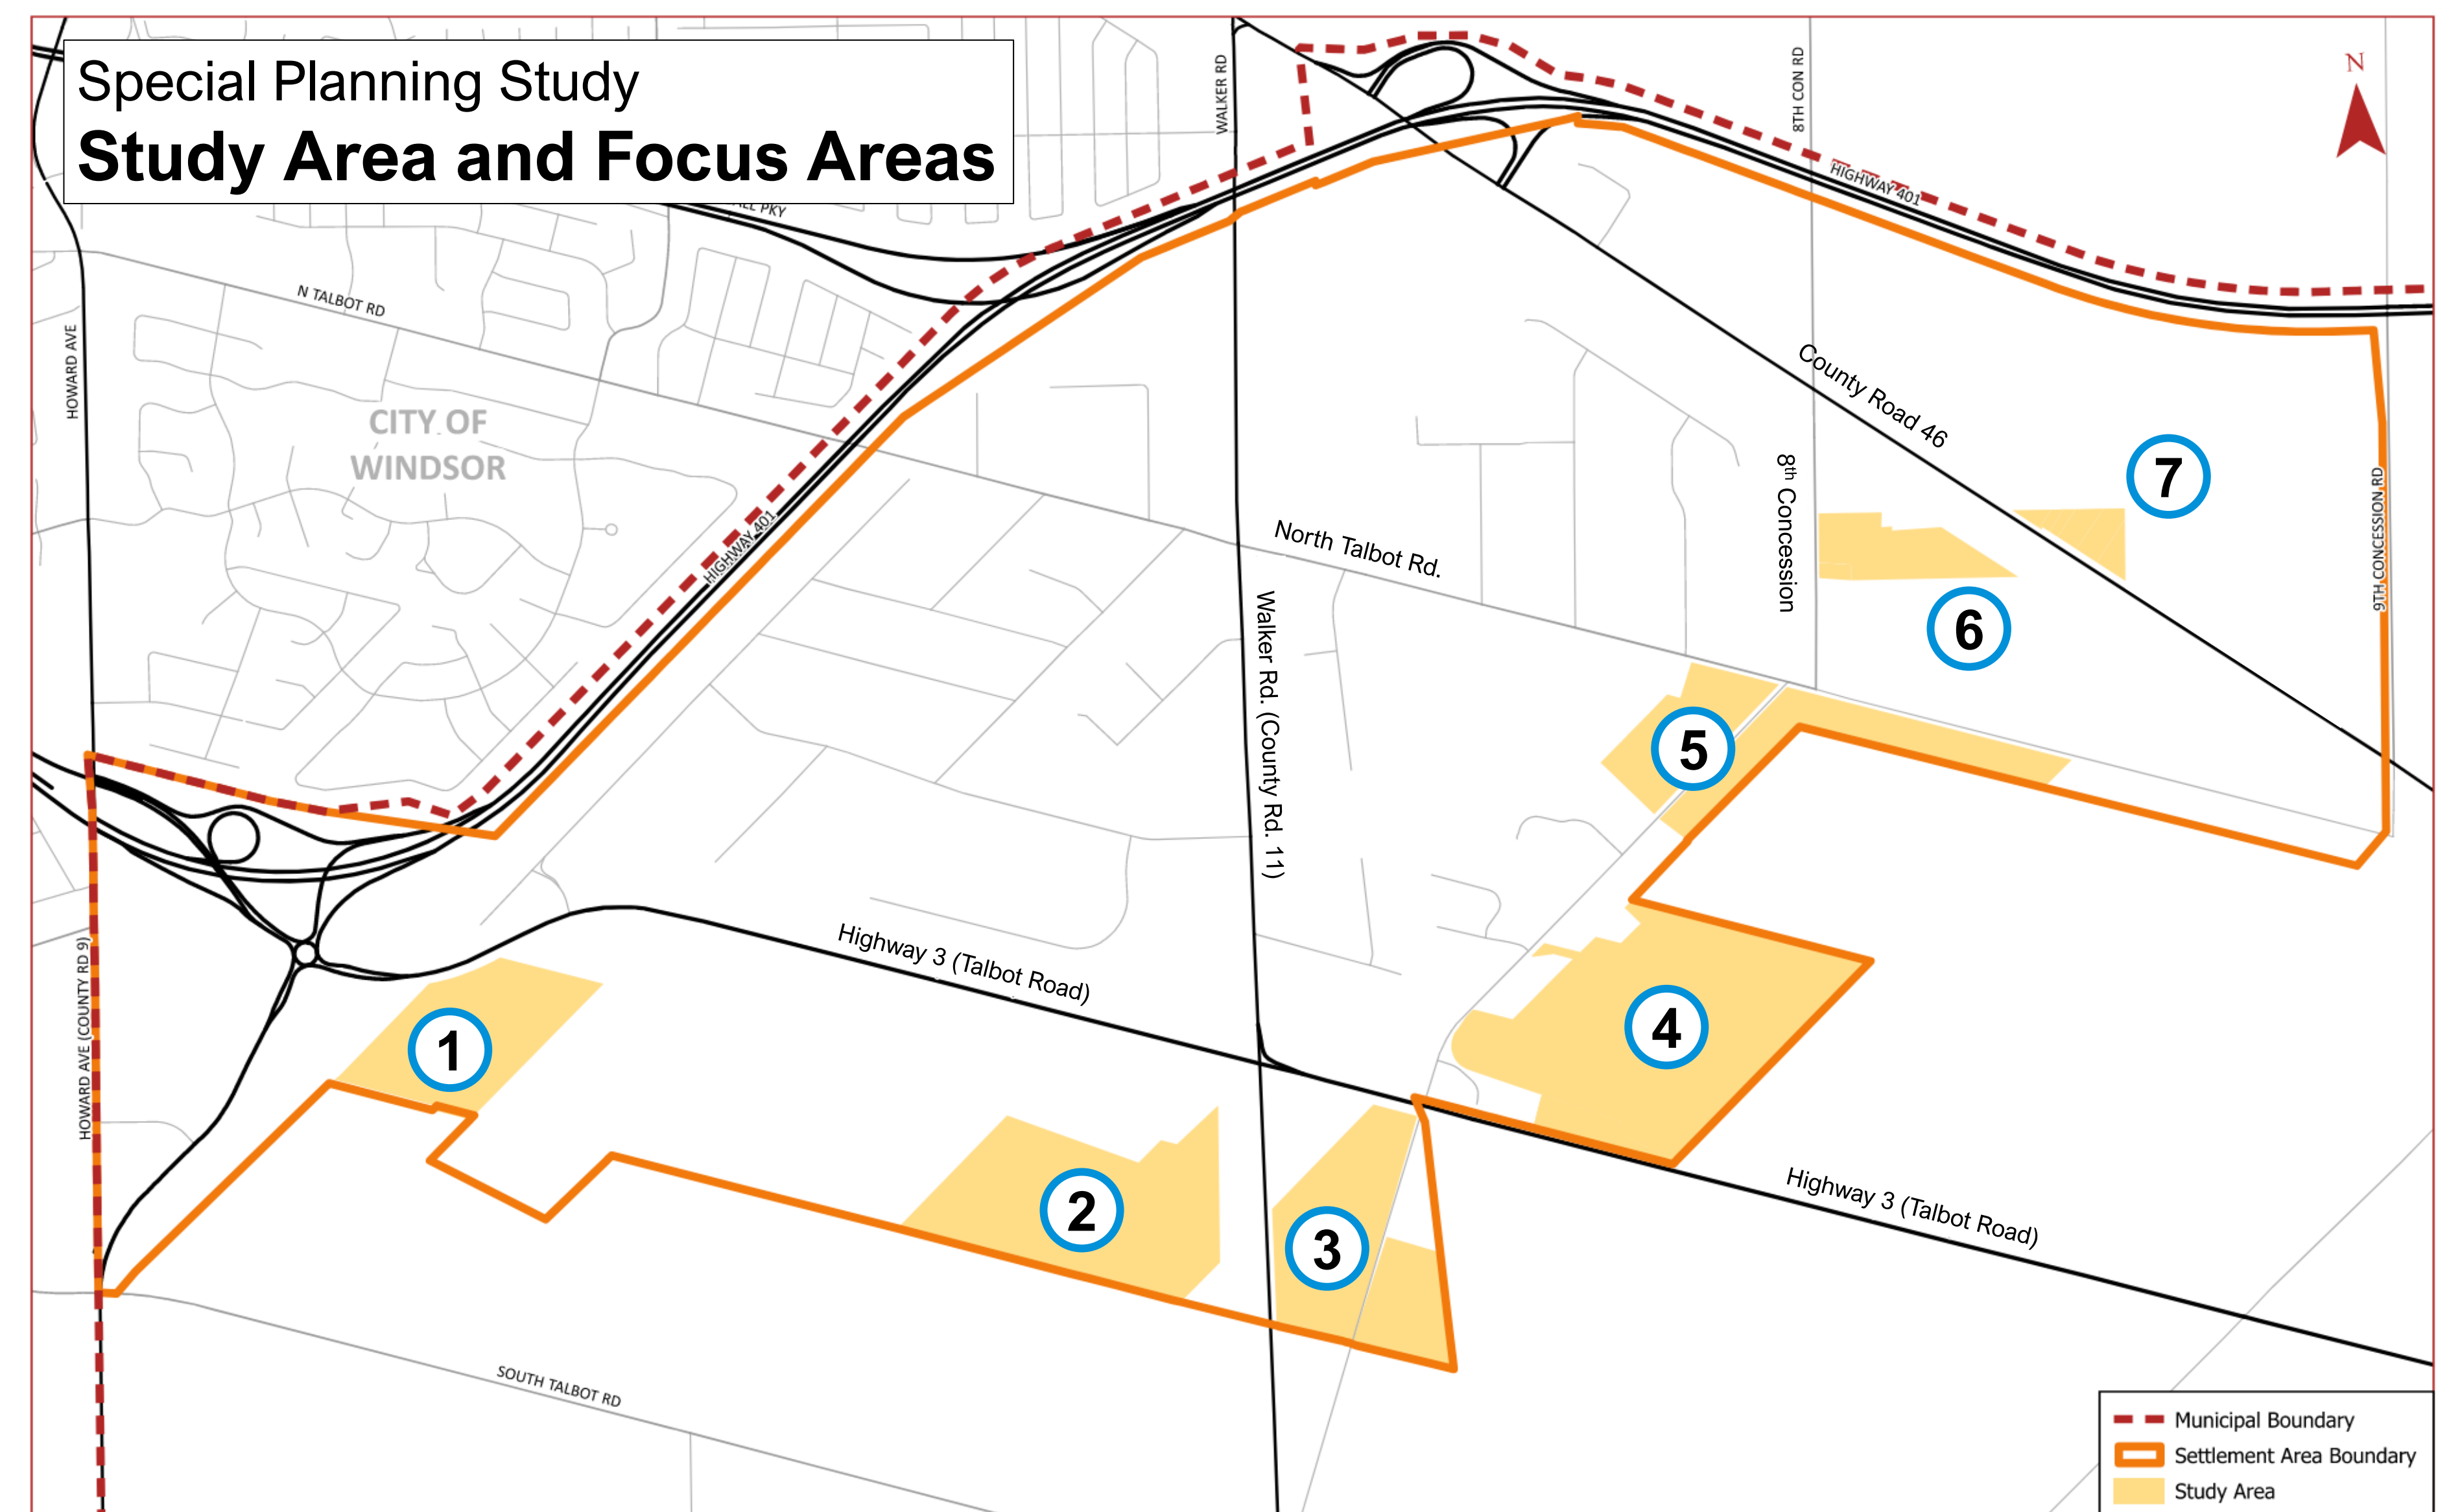 Special Planning Study
Study Area and Focus Areas
WALKER RD
8TH CON RD
N
HIGHWAY 401
PKY
N TALBOT RD
HOWARD AVE
CITY OF
WINDSOR
HIGHWAY 401
County Road 46
7
9TH CONCESSION RD
8th Concession
North Talbot Rd.
6
Walker Rd. (County Rd. 11)
5
Highway 3 (Talbot Road)
HOWARD AVE (COUNTY RD 9)
1
4
2
3
Highway 3 (Talbot Road)
SOUTH TALBOT RD
Municipal Boundary
Settlement Area Boundary
Study Area